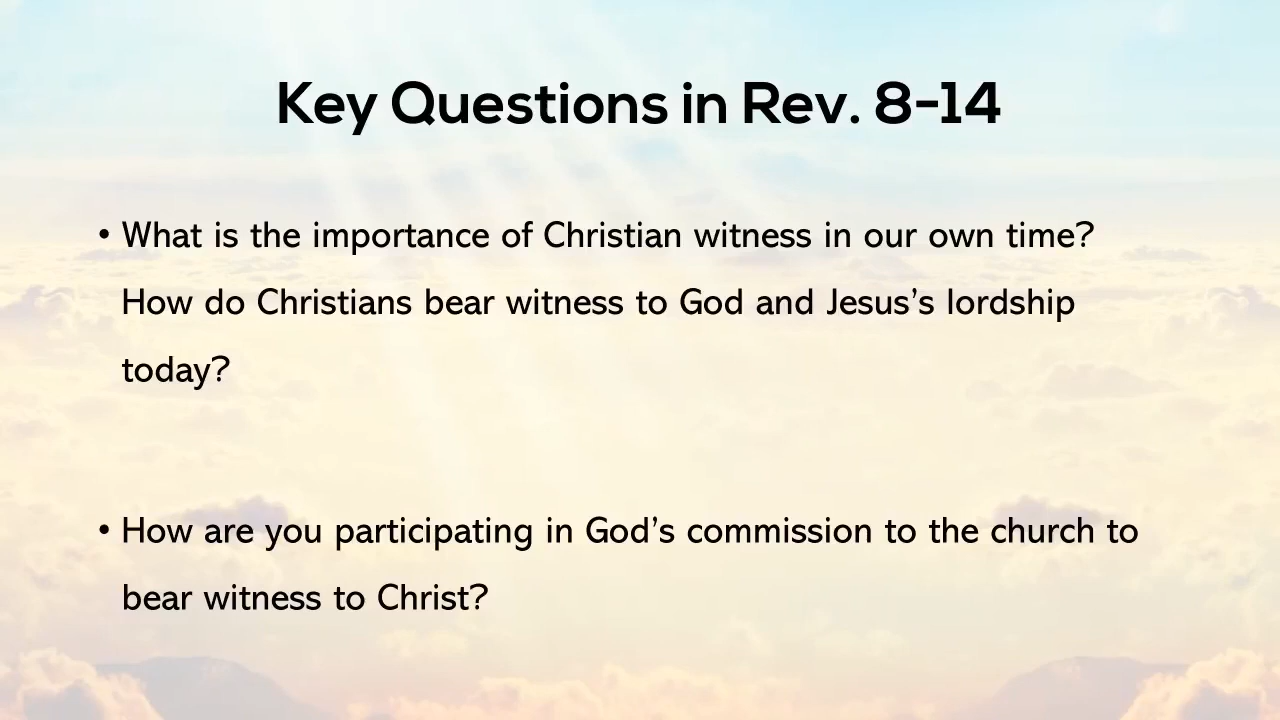 Key Questions in Rev. 8-14
• What is the importance of Christian witness in our own time?
How do Christians bear witness to God and Jesus’s lordship
today?
• How are you participating in God’s commission to the church to
bear witness to Christ?